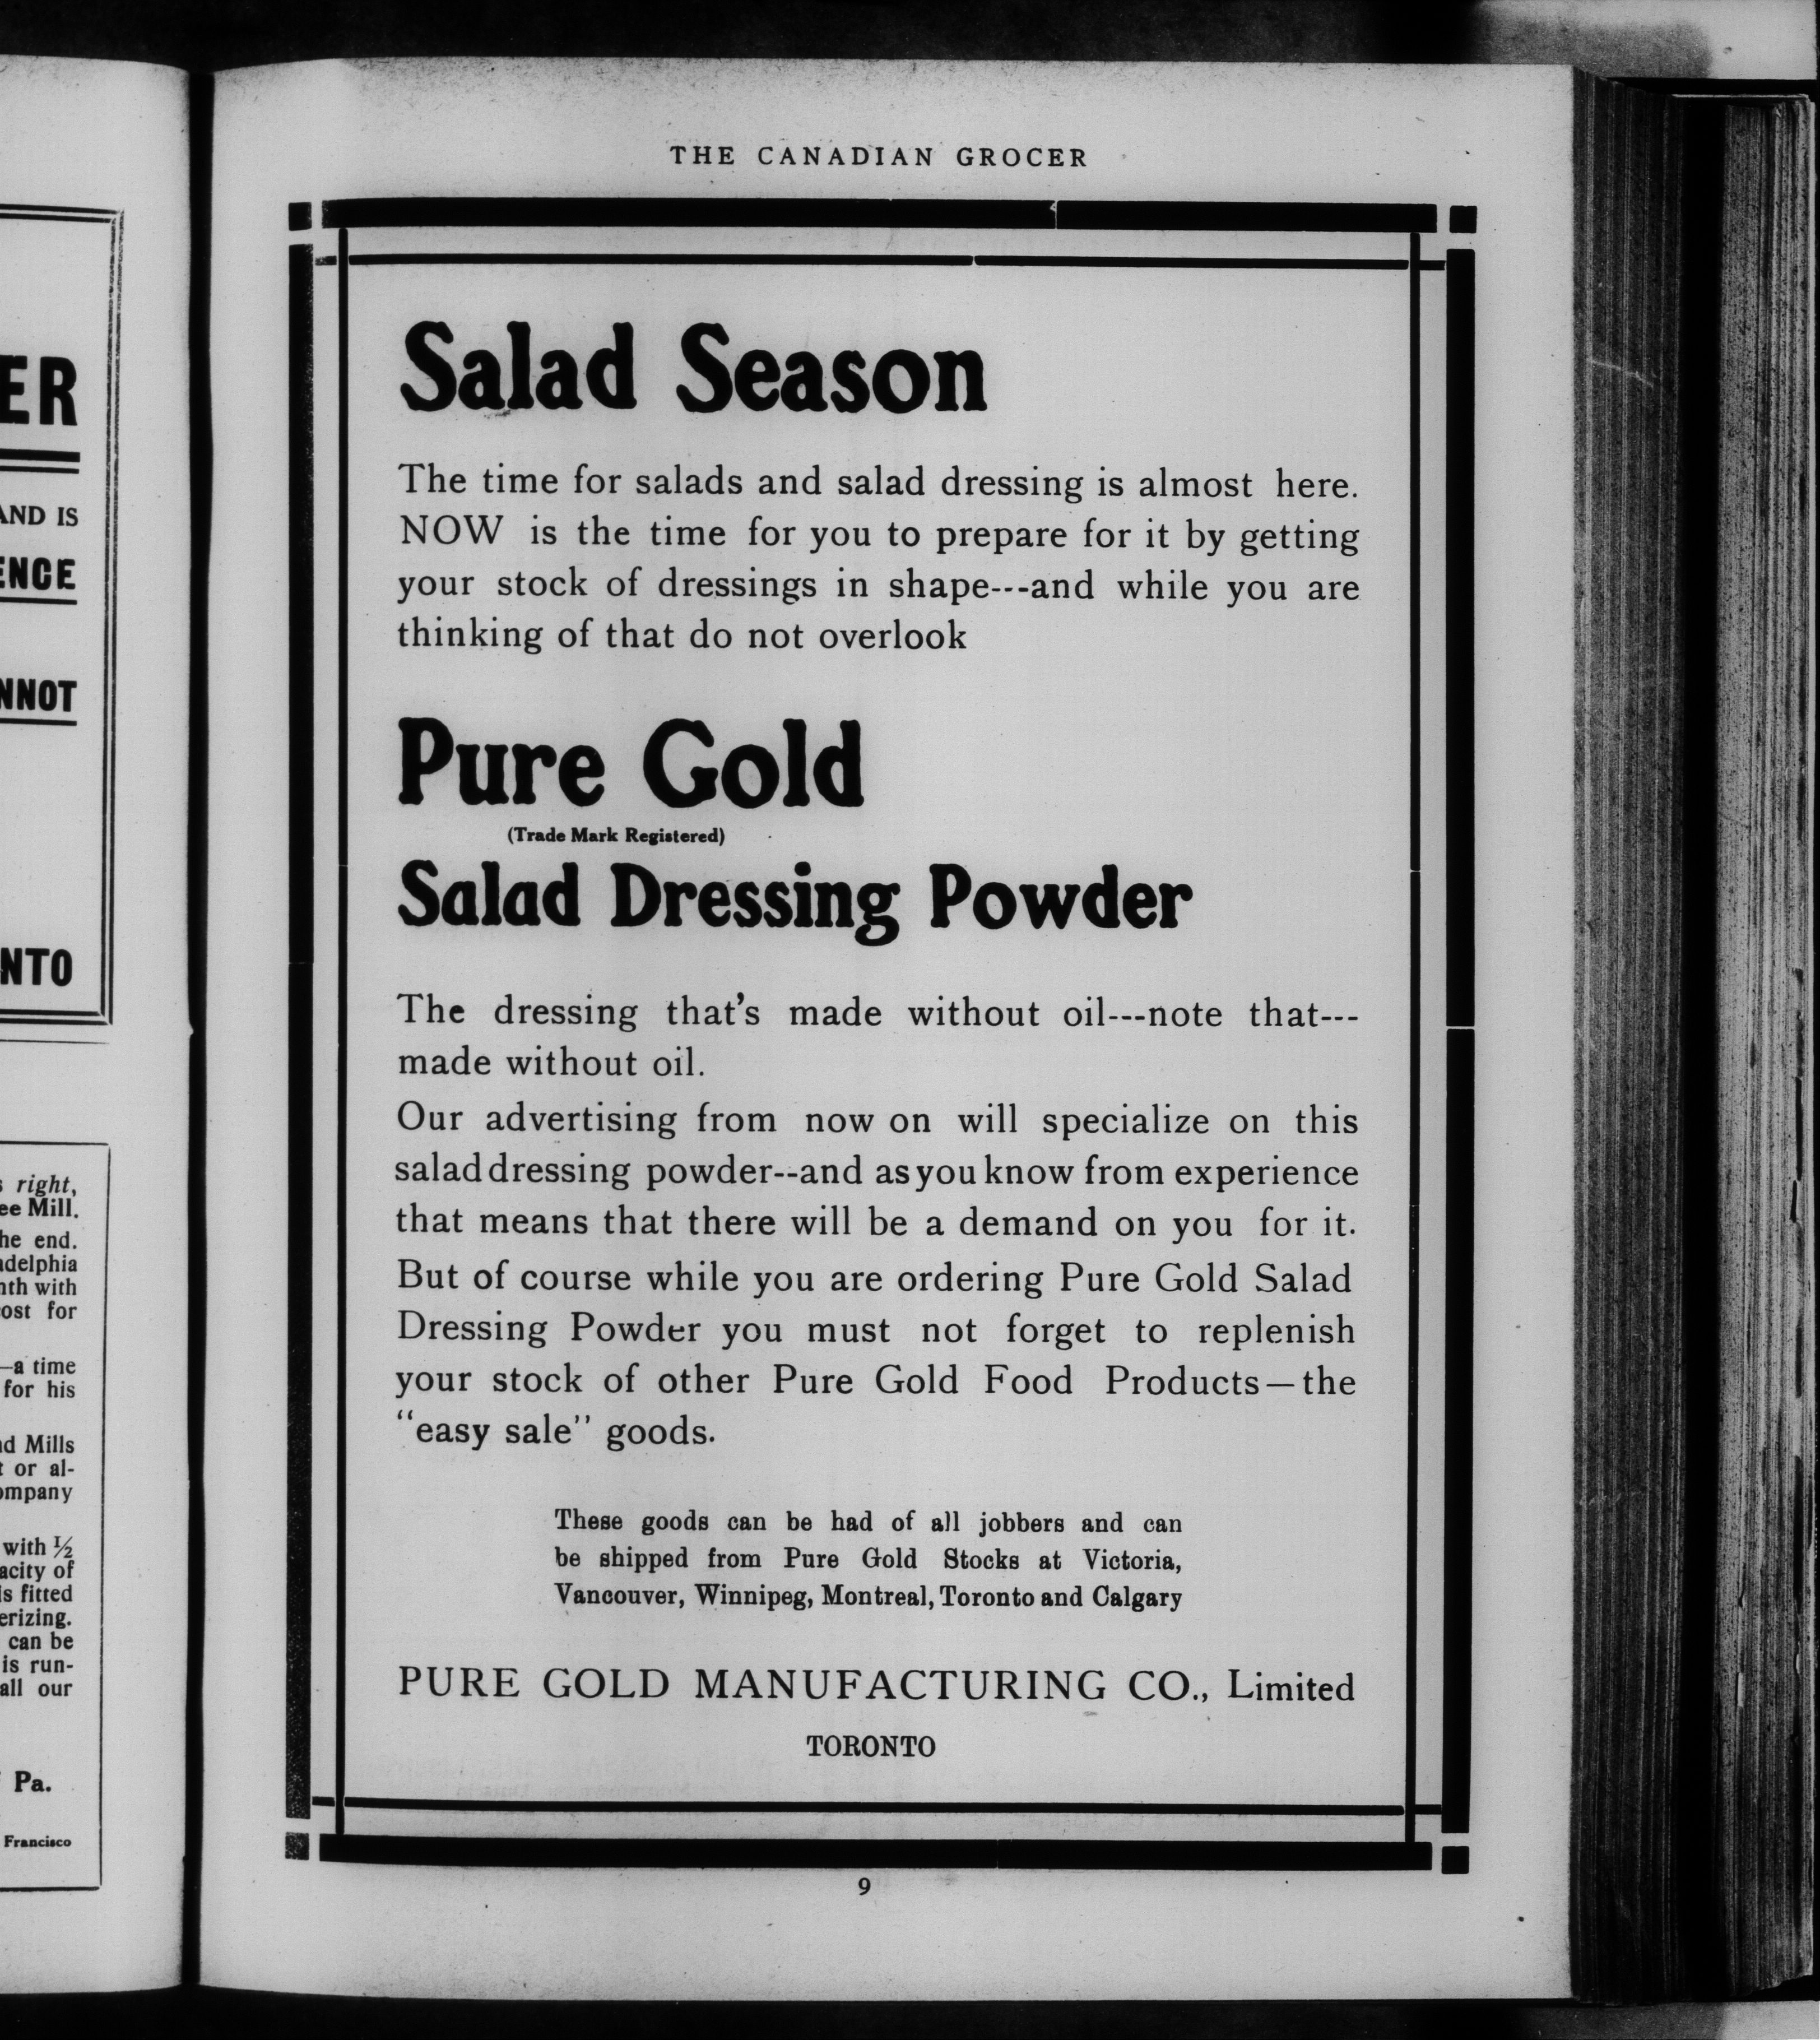 ER
AND IS
NNOT
NTO
right,
Mill.
end.
with
for
a time
for his
Mills
or al-
with ½
of
fitted
can be
is run-
all our
Pa.
Francisco
THE CANADIAN GROCER
Salad Season
The time for salads and salad dressing is almost here.
NOW is the time for you to prepare for it by getting
your stock of dressings in shape---and while you are
thinking of that do not overlook
Pure Gold
(Trade Mark Registered)
Salad Dressing Powder
The dressing that's made without oil---note that---
made without oil.
Our advertising from now on will specialize on this
salad dressing powder--and as you know from experience
that means that there will be a demand on you for it.
But of course while you are ordering Pure Gold Salad
Dressing Powder you must not forget to replenish
your stock of other Pure Gold Food Products—the
"easy sale" goods.
These goods can be had of all jobbers and can
be shipped from Pure Gold Stocks at Victoria,
Vancouver, Winnipeg, Montreal, Toronto and Calgary
PURE GOLD MANUFACTURING CO., Limited
TORONTO
9